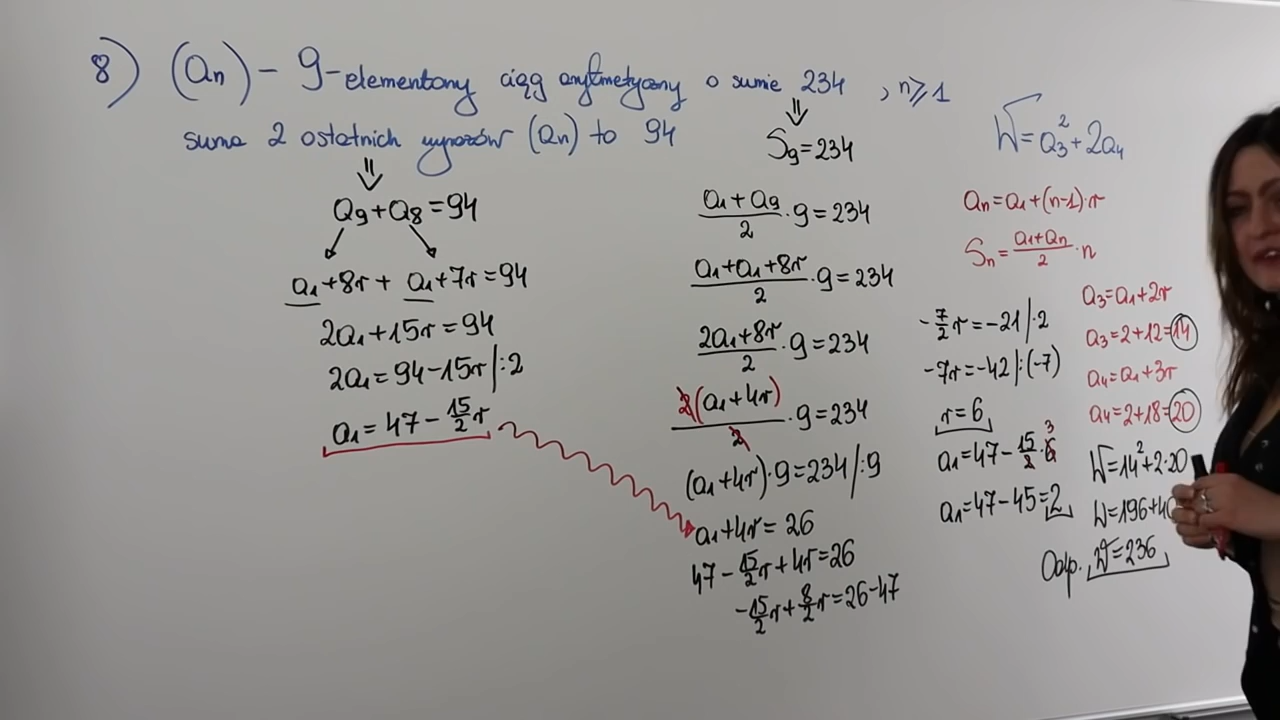 8) (an) - 9-elementowy ciąg arytmetyczny o sumie 234 , n⩾1
suma 2 ostatnich wyrazów (an) to 94
⇓
a9+a8=94
a1+8r + a1+7r=94
2a1+15r=94
2a1=94-15r/:2
a1=47-15/2r
⇓
S9=234
a1+a9/2·9=234
a1+a1+8r/2·9=234
2a1+8r/2·9=234
2(a1+4r)/2·9=234
(a1+4r)·9=234/:9
a1+4r=26
47-15/2r+4r=26
-15/2r+8/2r=26-47
W=a3²+2a4
an=a1+(n-1)·r
Sn=a1+an/2·n
-7/2r=-21/·2
-7r=-42/:(-7)
r=6
a1=47-15/2·6 3
a1=47-45=2
a3=a1+2r
a3=2+12=14
a4=a1+3r
a4=2+18=20
W=14²+2·20
W=196+40
Odp. W=236